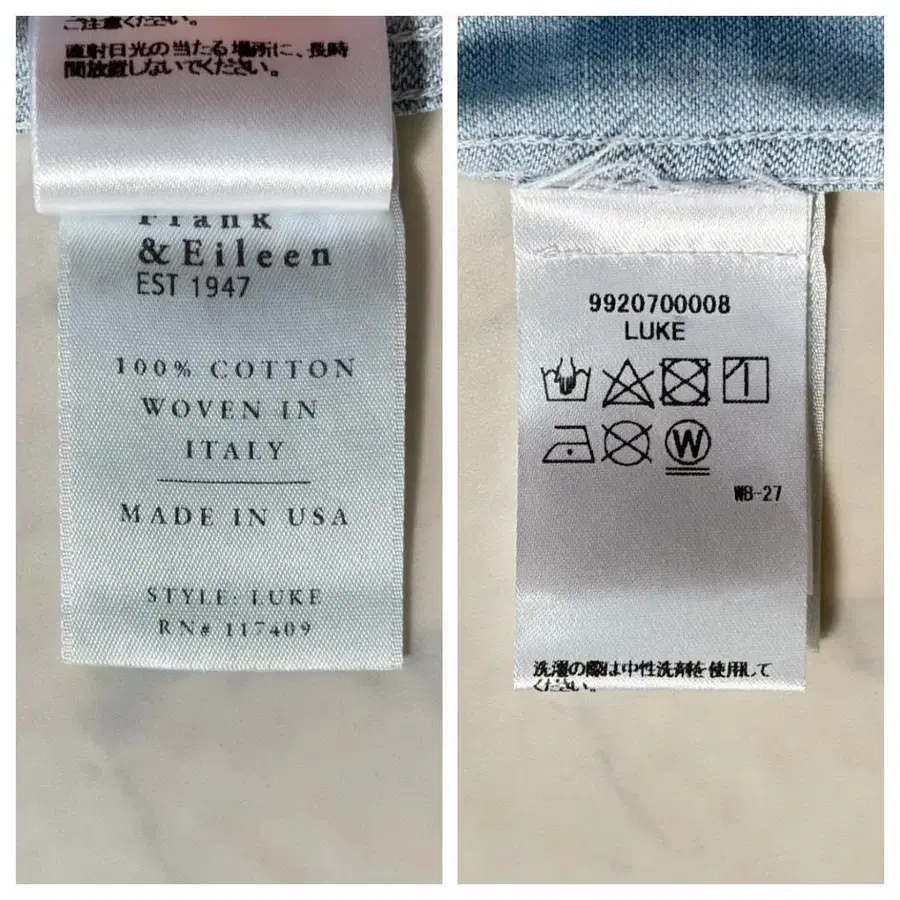 ご注意ください。
直射日光の当たる場所に、長時
間放置しないでください。
Frank
& Eileen
EST 1947
100% COTTON
WOVEN IN
ITALY
MADE IN USA
STYLE: LUKE
RN# 117409
9920700008
LUKE
W
WB-27
洗濯の際は中性洗剤を使用して
ください。